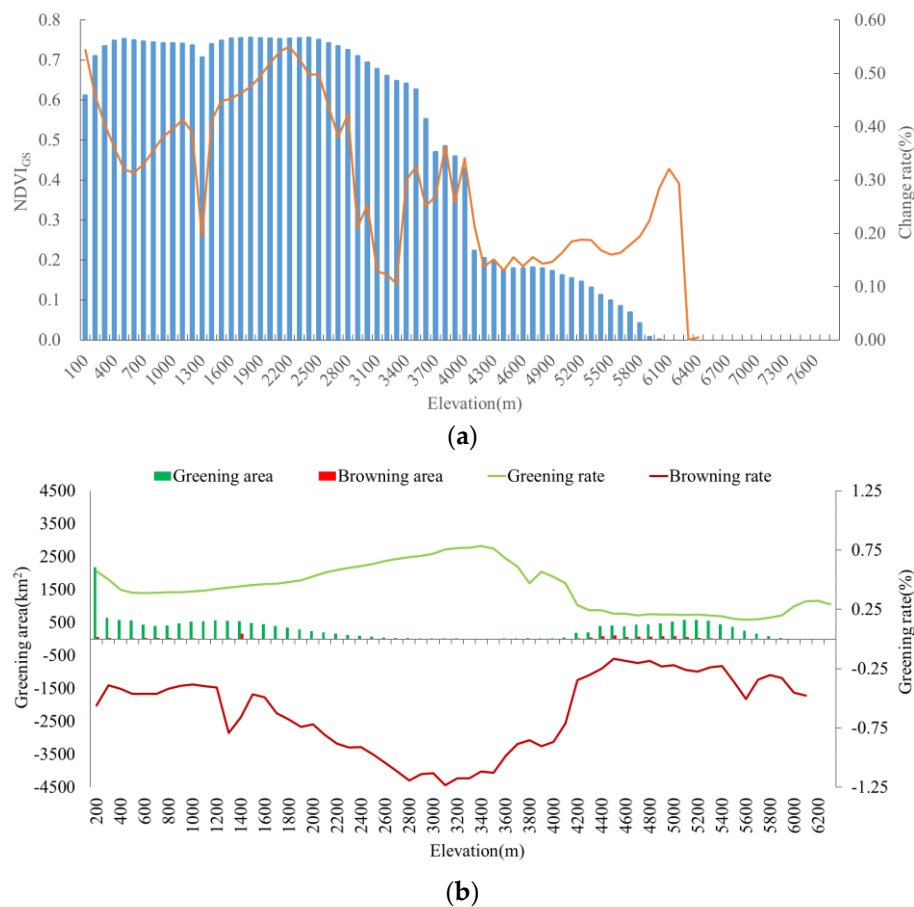 0.8 0.60
0.7 0.50
0.6 0.40
0.5
0.4 0.30
0.3 0.20
0.2
0.1 0.10
0.0 0.00
NDVIGS
Change rate(%)
100 400 700 1000 1300 1600 1900 2200 2500 2800 3100 3400 3700 4000 4300 4600 4900 5200 5500 5800 6100 6400 6700 7000 7300 7600
Elevation(m)
(a)
Greening area Browning area Greening rate Browning rate
4500 1.25
3500
2500 0.75
1500
500 0.25
-500 -0.25
-1500
-2500 -0.75
-3500
-4500 -1.25
Greening area(km²)
Greening rate(%)
200 400 600 800 1000 1200 1400 1600 1800 2000 2200 2400 2600 2800 3000 3200 3400 3600 3800 4000 4200 4400 4600 4800 5000 5200 5400 5600 5800 6000 6200
Elevation(m)
(b)